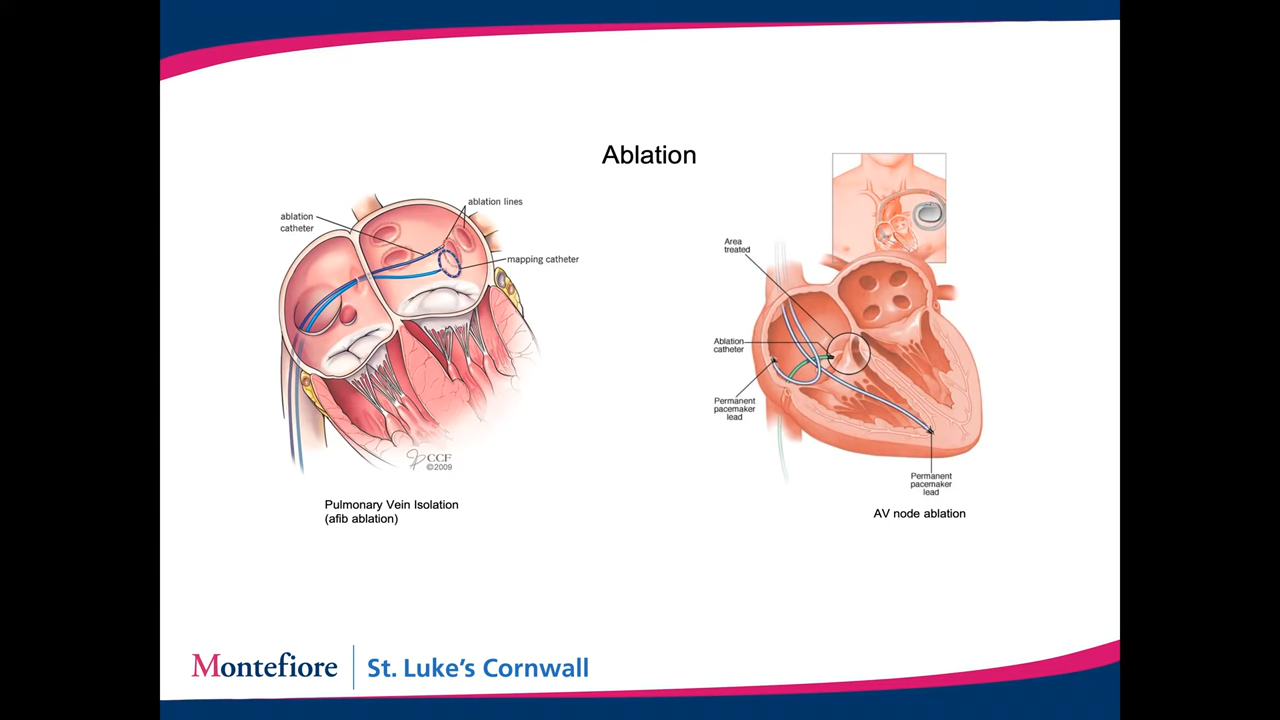 Ablation
ablation
catheter
ablation lines
mapping catheter
CCF
©2009
Pulmonary Vein Isolation
(afib ablation)
Area
treated
Ablation
catheter
Permanent
pacemaker
lead
Permanent
pacemaker
lead
AV node ablation
Montefiore
St. Luke's Cornwall